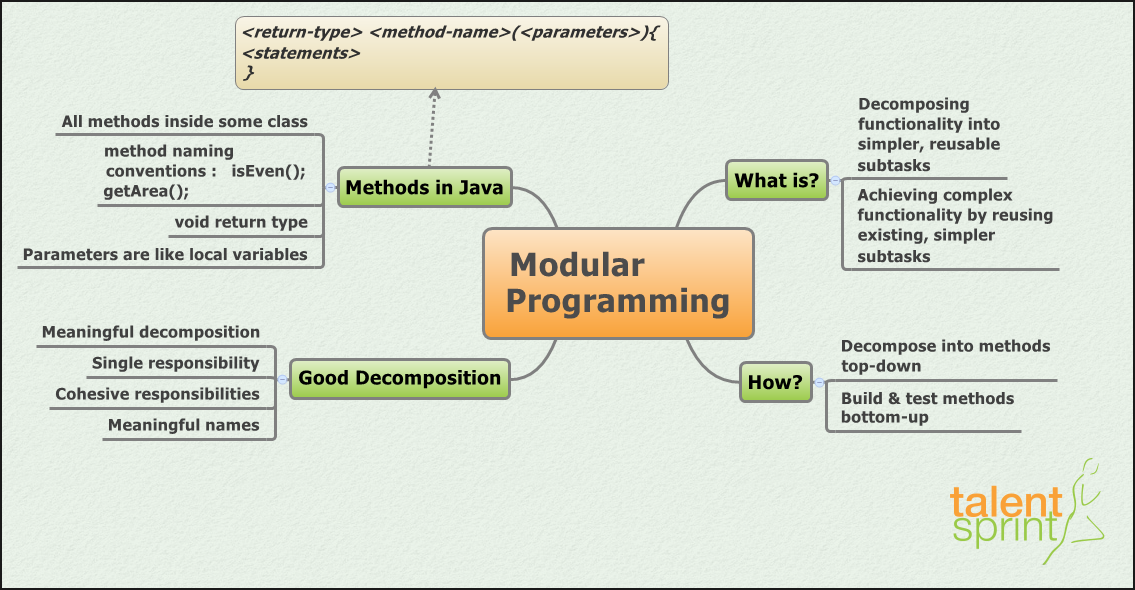 <return-type> <method-name>(<parameters>){
<statements>
}
All methods inside some class
method naming
conventions :   isEven();
getArea();
void return type
Parameters are like local variables
Methods in Java
What is?
Decomposing
functionality into
simpler, reusable
subtasks
Achieving complex
functionality by reusing
existing, simpler
subtasks
Modular
Programming
Meaningful decomposition
Single responsibility
Cohesive responsibilities
Meaningful names
Good Decomposition
How?
Decompose into methods
top-down
Build & test methods
bottom-up
talent
sprint